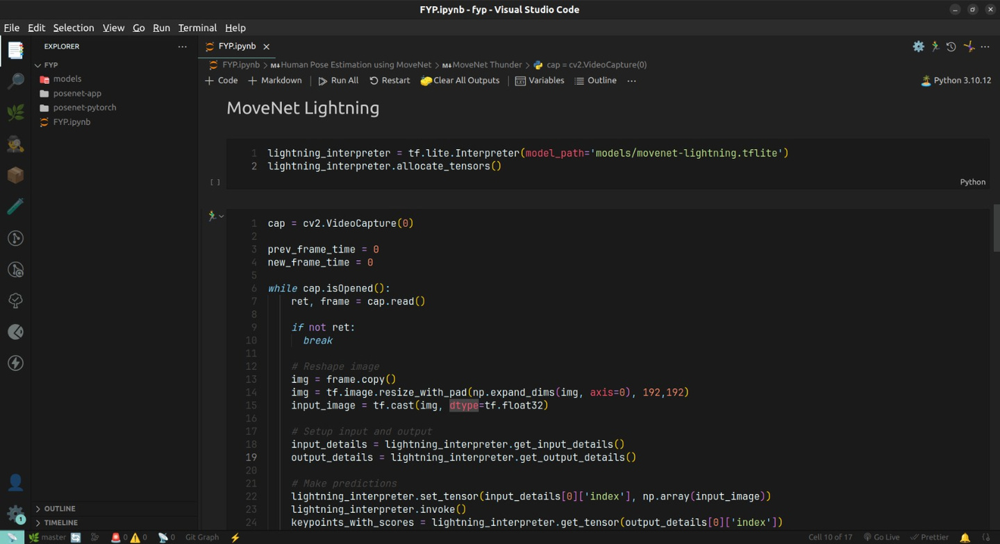 FYP.ipynb - fyp - Visual Studio Code
File Edit Selection View Go Run Terminal Help
EXPLORER
FYP
models
posenet-app
posenet-pytorch
FYP.ipynb
OUTLINE
TIMELINE
FYP.ipynb
FYP.ipynb > M↓Human Pose Estimation using MoveNet > M↓MoveNet Thunder > cap = cv2.VideoCapture(0)
+ Code + Markdown Run All Restart Clear All Outputs Variables Outline ... Python 3.10.12
MoveNet Lightning
1 lightning_interpreter = tf.lite.Interpreter(model_path='models/movenet-lightning.tflite')
2 lightning_interpreter.allocate_tensors()
[ ] Python
1 cap = cv2.VideoCapture(0)
2
3 prev_frame_time = 0
4 new_frame_time = 0
5
6 while cap.isOpened():
7     ret, frame = cap.read()
8
9     if not ret:
10       break
11
12     # Reshape image
13     img = frame.copy()
14     img = tf.image.resize_with_pad(np.expand_dims(img, axis=0), 192,192)
15     input_image = tf.cast(img, dtype=tf.float32)
16
17     # Setup input and output
18     input_details = lightning_interpreter.get_input_details()
19     output_details = lightning_interpreter.get_output_details()
20
21     # Make predictions
22     lightning_interpreter.set_tensor(input_details[0]['index'], np.array(input_image))
23     lightning_interpreter.invoke()
24     keypoints_with_scores = lightning_interpreter.get_tensor(output_details[0]['index'])
1
master 0 0 0 Git Graph Cell 10 of 17 Go Live Prettier